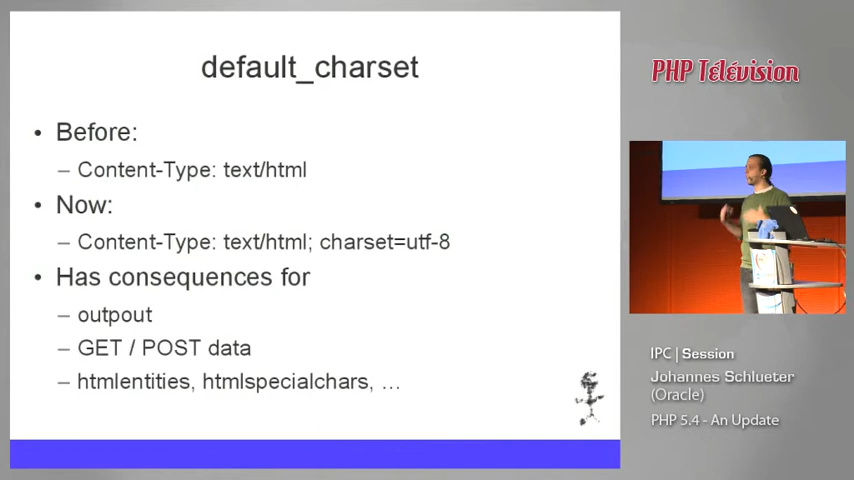 default_charset
• Before:
– Content-Type: text/html
• Now:
– Content-Type: text/html; charset=utf-8
• Has consequences for
– outpout
– GET / POST data
– htmlentities, htmlspecialchars, …
PHP Télévision
IPC | Session
Johannes Schlueter
(Oracle)
PHP 5.4 - An Update